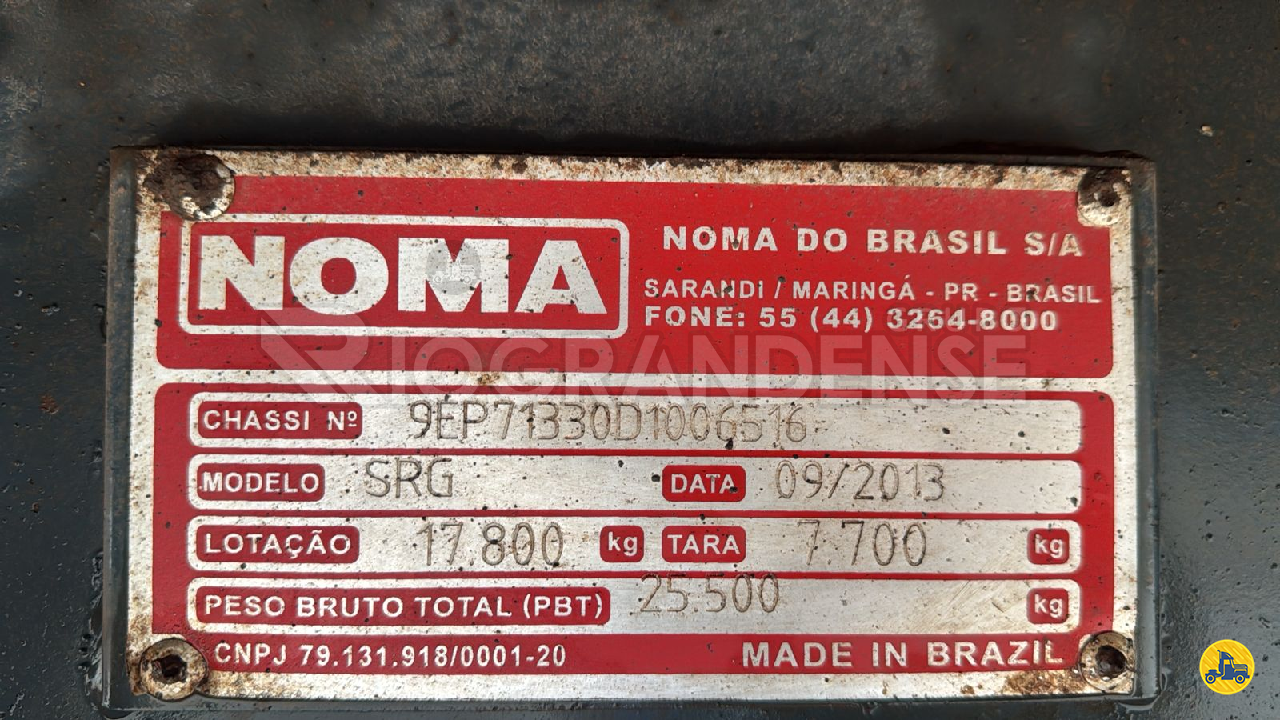 NOMA
NOMA DO BRASIL S/A
SARANDI / MARINGÁ - PR - BRASIL
FONE: 55 (44) 3264-8000
RIOGRANDENSE
CHASSI Nº 9EP71330D1006516
MODELO SRG DATA 09/2013
LOTAÇÃO 17.800 kg TARA 7.700 kg
PESO BRUTO TOTAL (PBT) 25.500 kg
CNPJ 79.131.918/0001-20 MADE IN BRAZIL